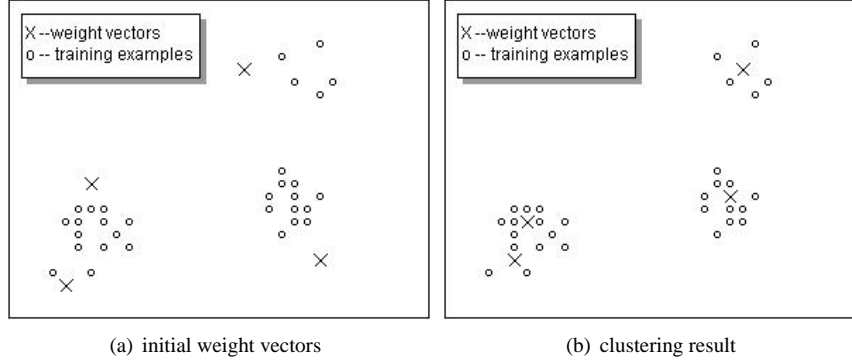 X --weight vectors
o -- training examples
X --weight vectors
o -- training examples
(a) initial weight vectors
(b) clustering result